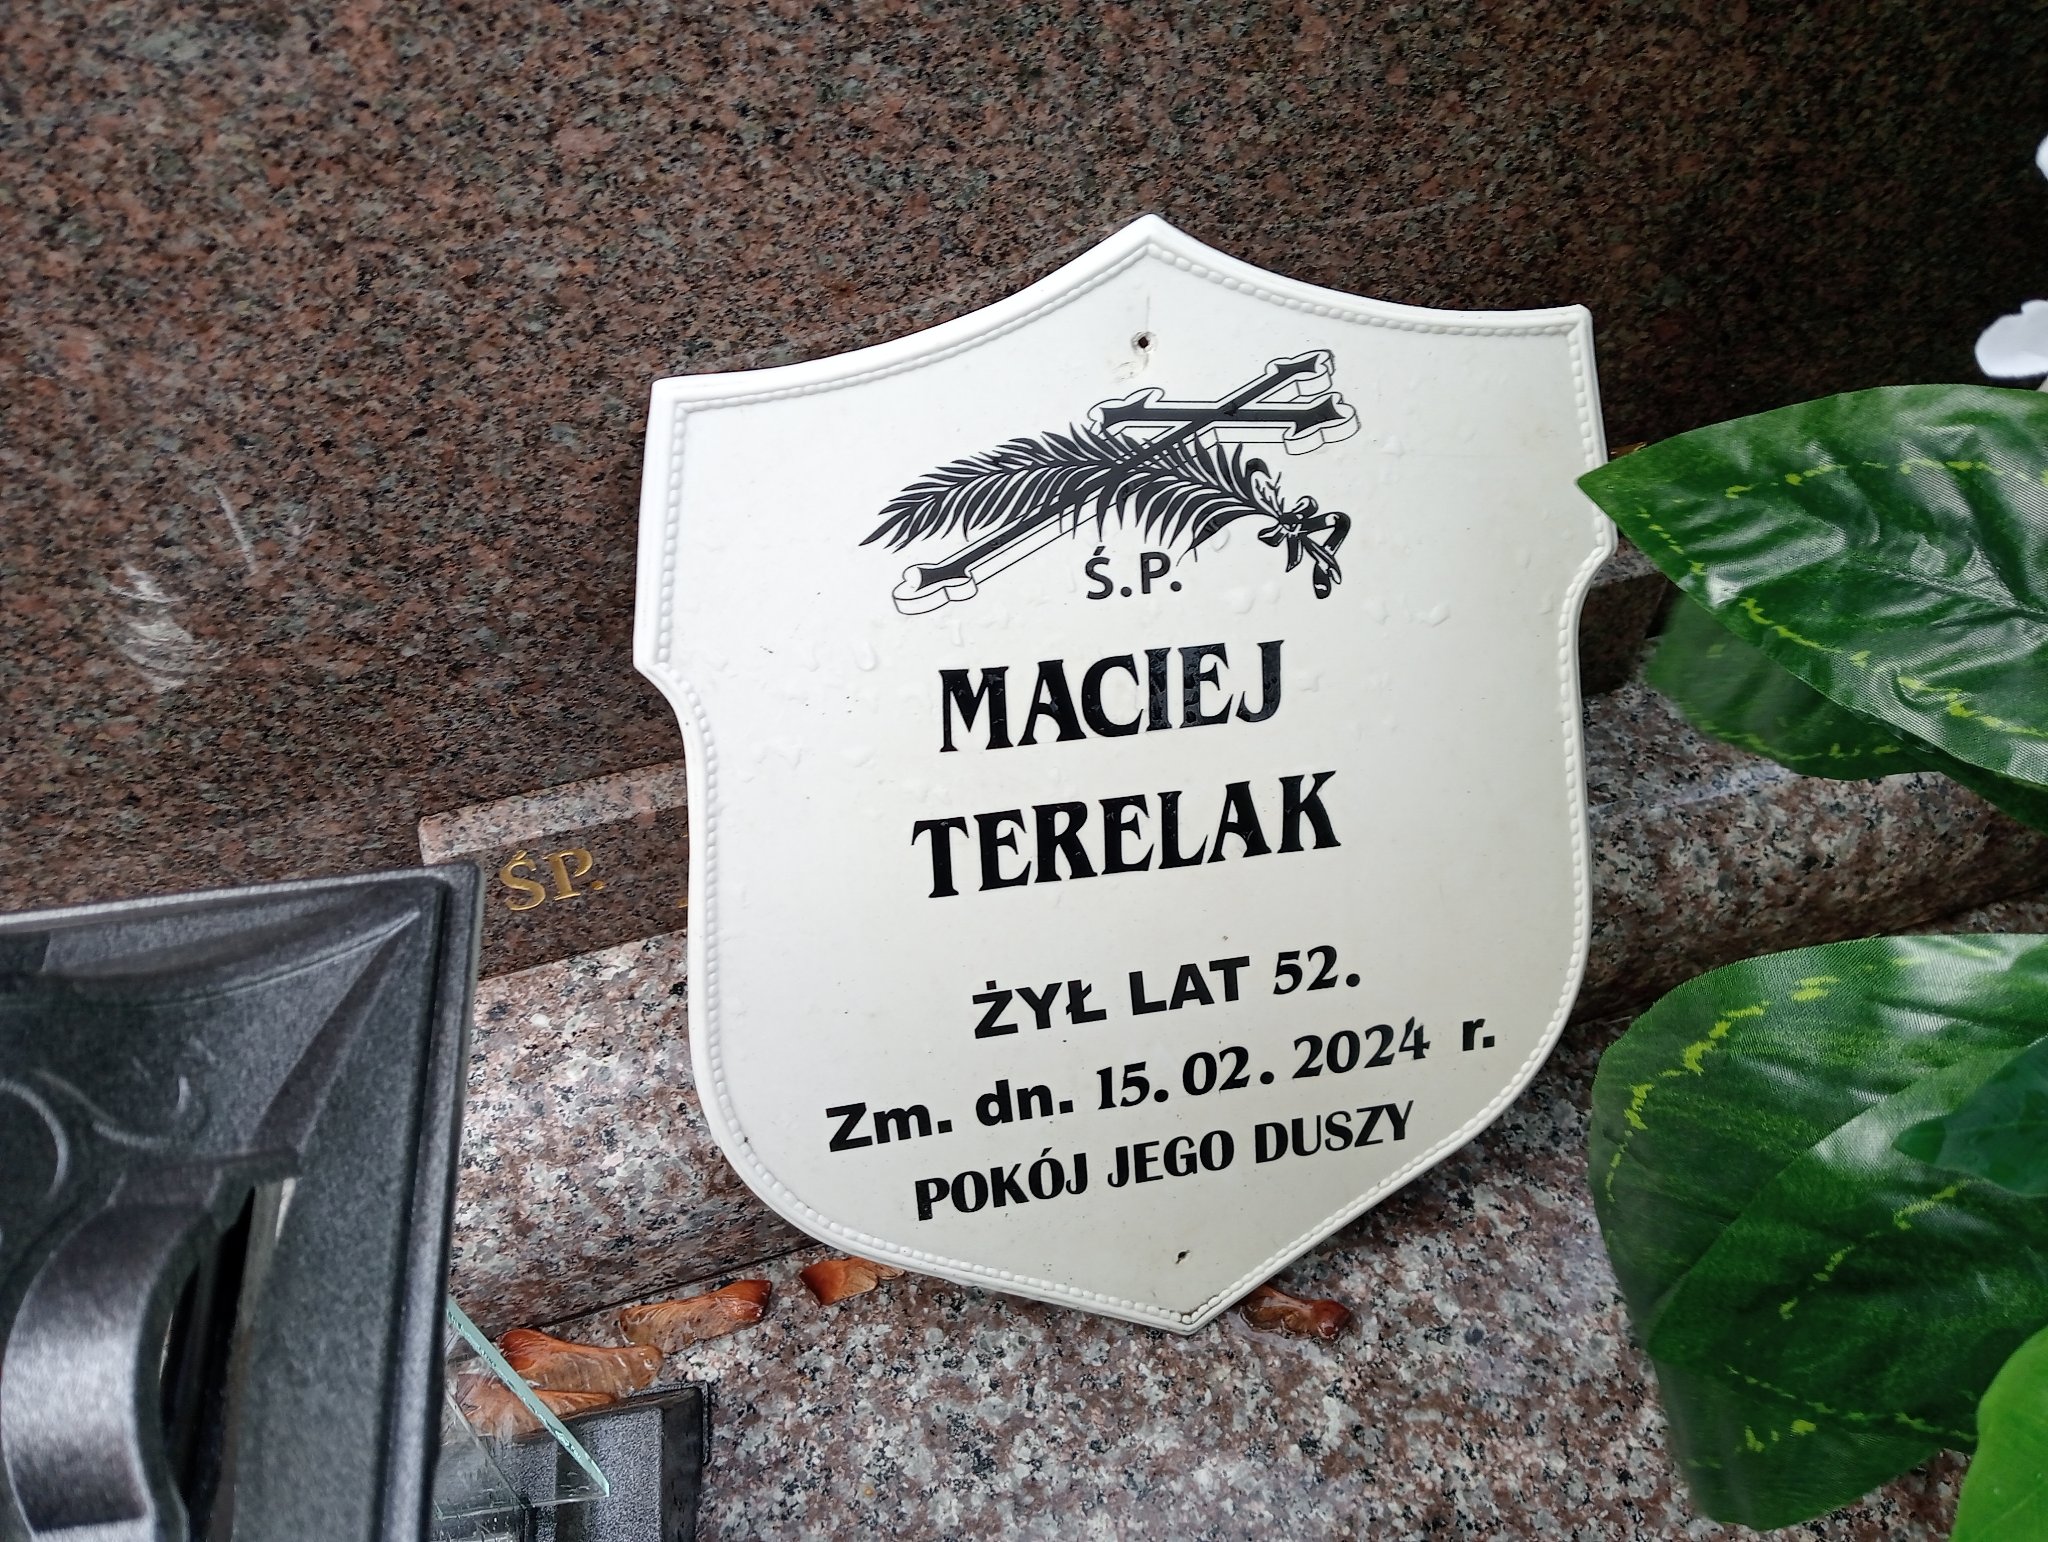 Ś.P.
MACIEJ
TERELAK
ŻYŁ LAT 52.
Zm. dn. 15.02.2024 r.
POKÓJ JEGO DUSZY
ŚP.